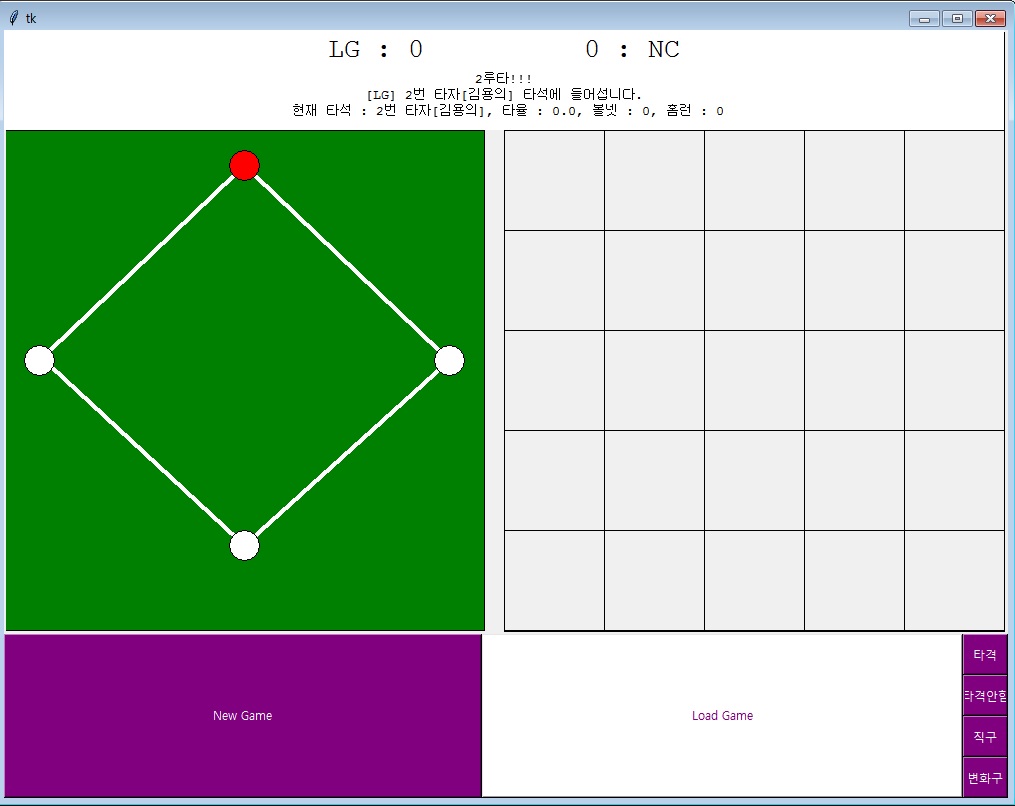 tk
LG : 0 0 : NC
2루타!!!
[LG] 2번 타자[김용의] 타석에 들어섭니다.
현재 타석 : 2번 타자[김용의], 타율 : 0.0, 볼넷 : 0, 홈런 : 0
New Game
Load Game
타격
타격안함
직구
변화구